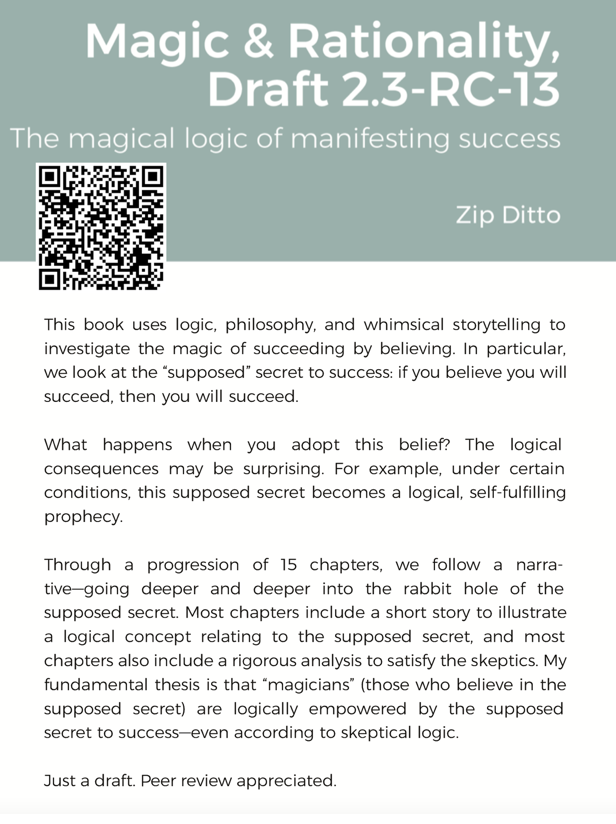 Magic & Rationality,
Draft 2.3-RC-13
The magical logic of manifesting success
Zip Ditto
This book uses logic, philosophy, and whimsical storytelling to
investigate the magic of succeeding by believing. In particular,
we look at the “supposed” secret to success: if you believe you will
succeed, then you will succeed.
What happens when you adopt this belief? The logical
consequences may be surprising. For example, under certain
conditions, this supposed secret becomes a logical, self-fulfilling
prophecy.
Through a progression of 15 chapters, we follow a narra-
tive—going deeper and deeper into the rabbit hole of the
supposed secret. Most chapters include a short story to illustrate
a logical concept relating to the supposed secret, and most
chapters also include a rigorous analysis to satisfy the skeptics. My
fundamental thesis is that “magicians” (those who believe in the
supposed secret) are logically empowered by the supposed
secret to success—even according to skeptical logic.
Just a draft. Peer review appreciated.